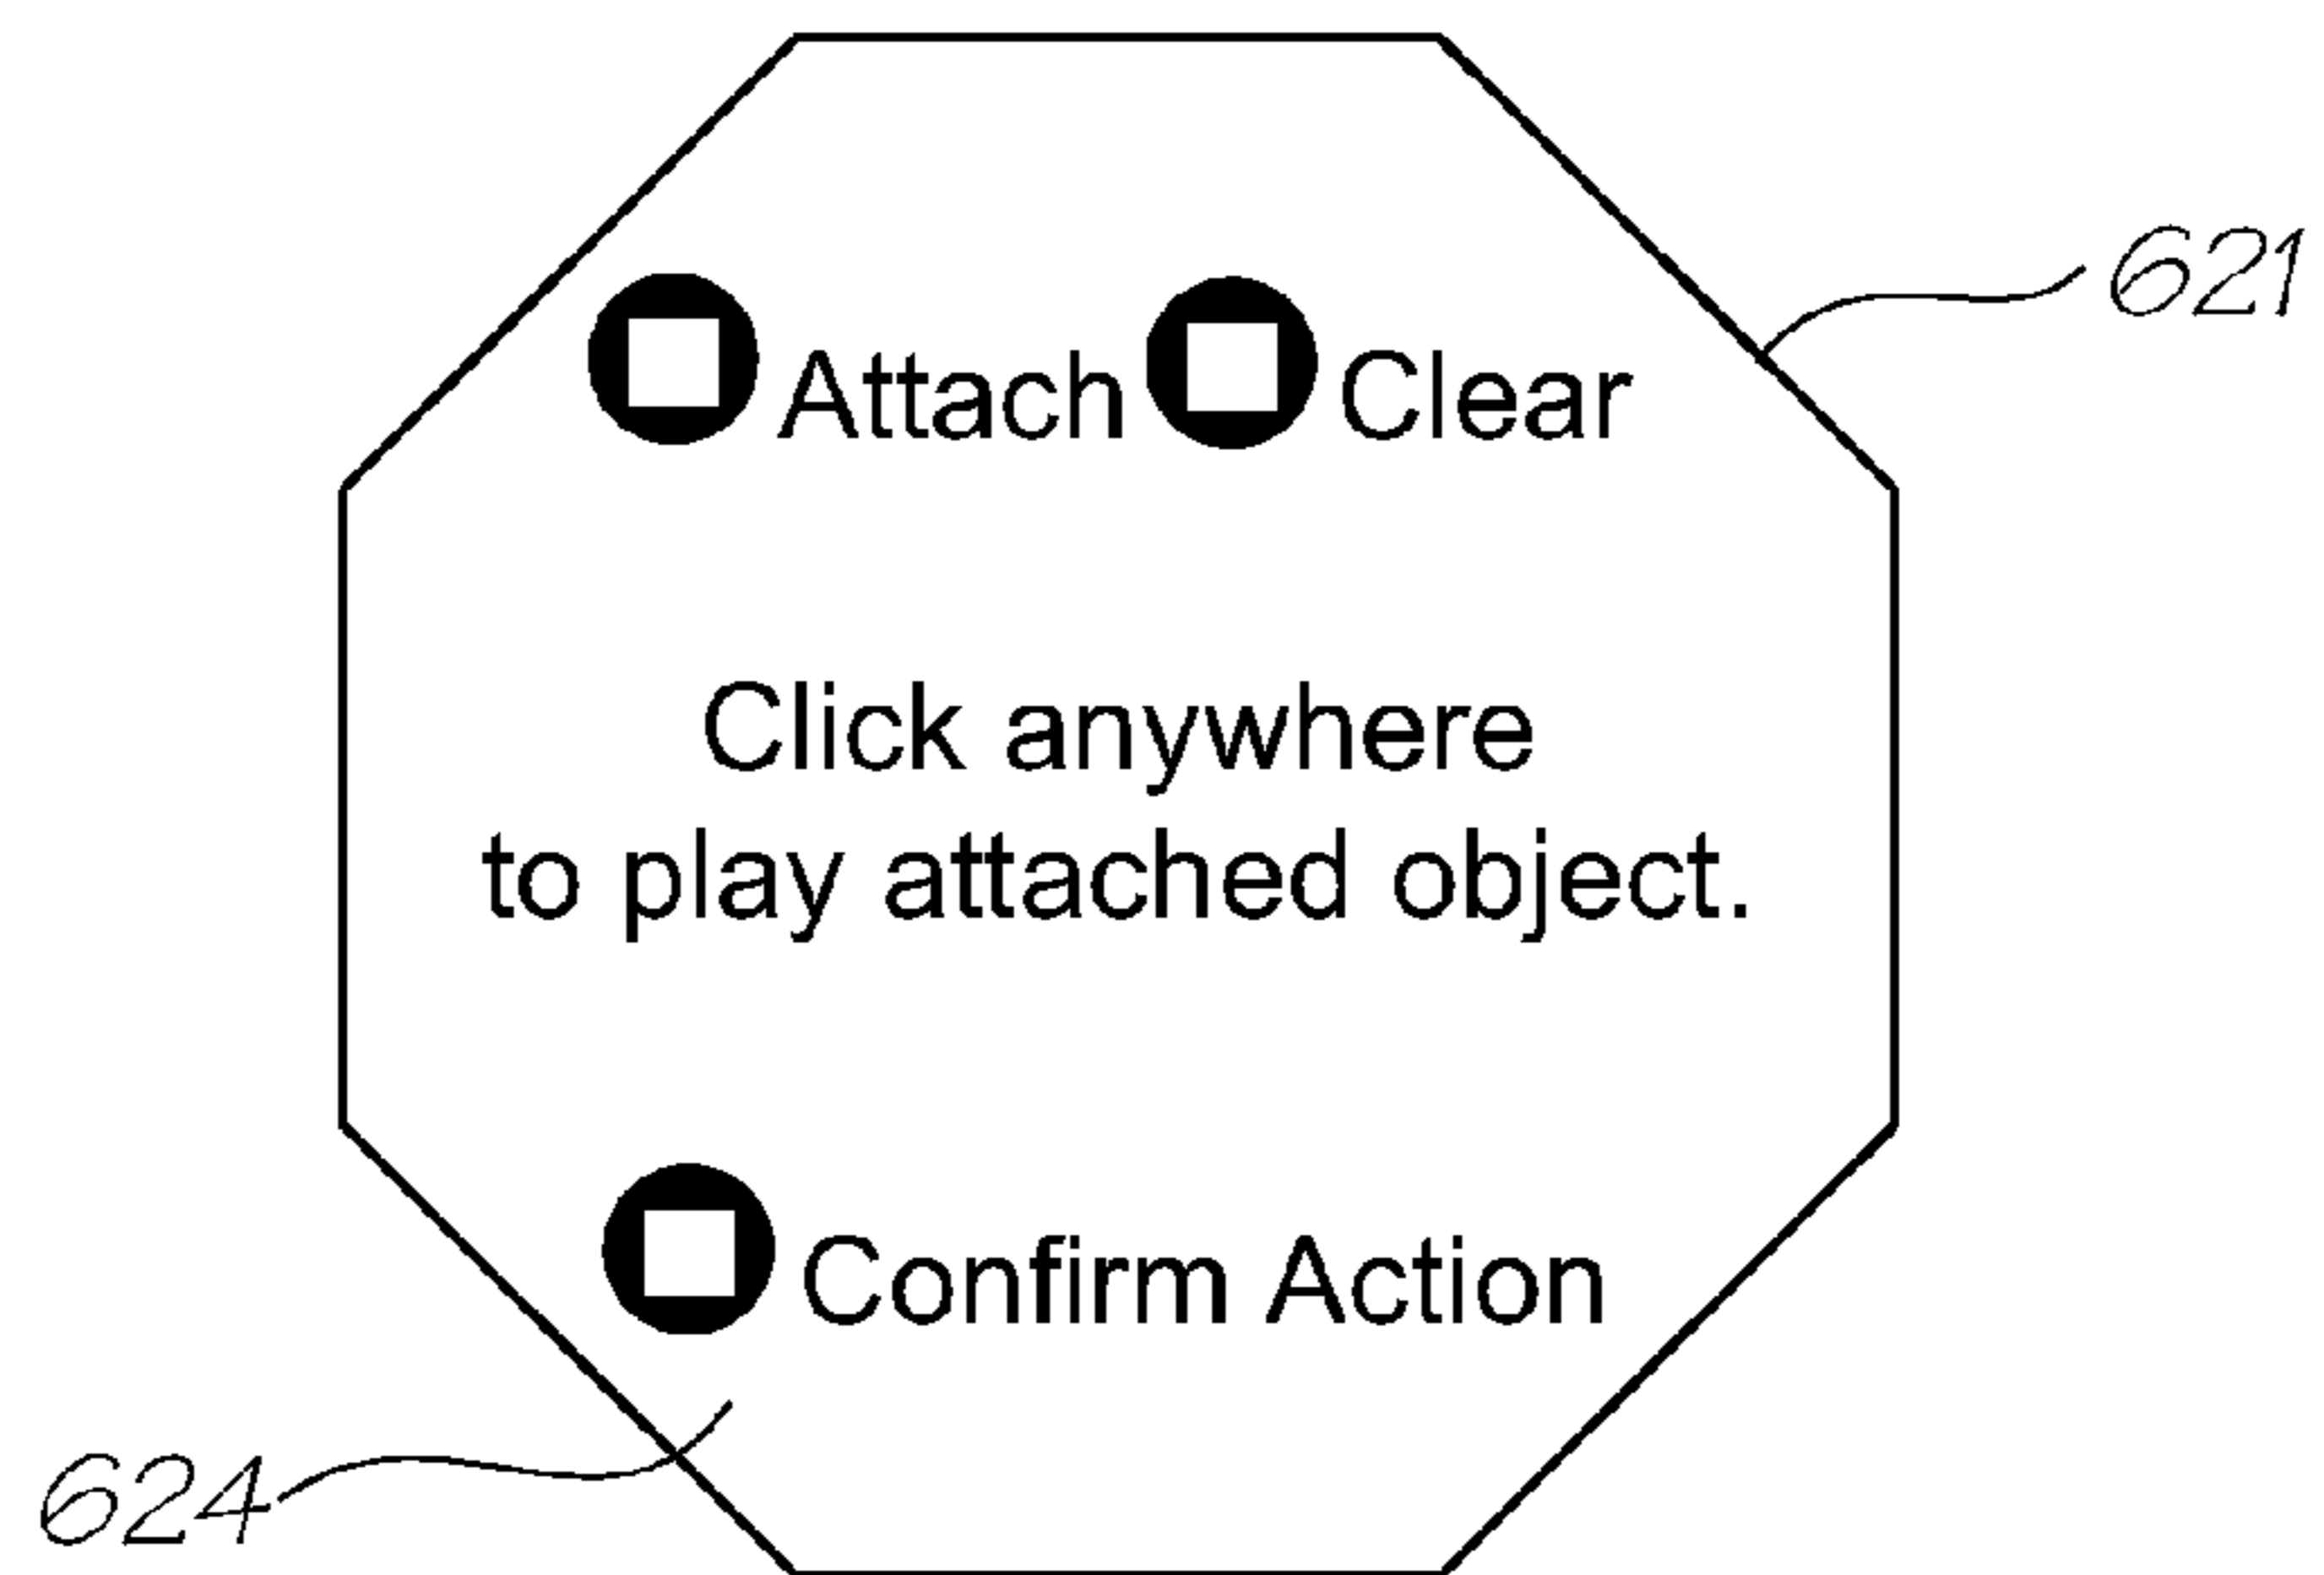 621
Attach Clear
Click anywhere
to play attached object.
Confirm Action
624